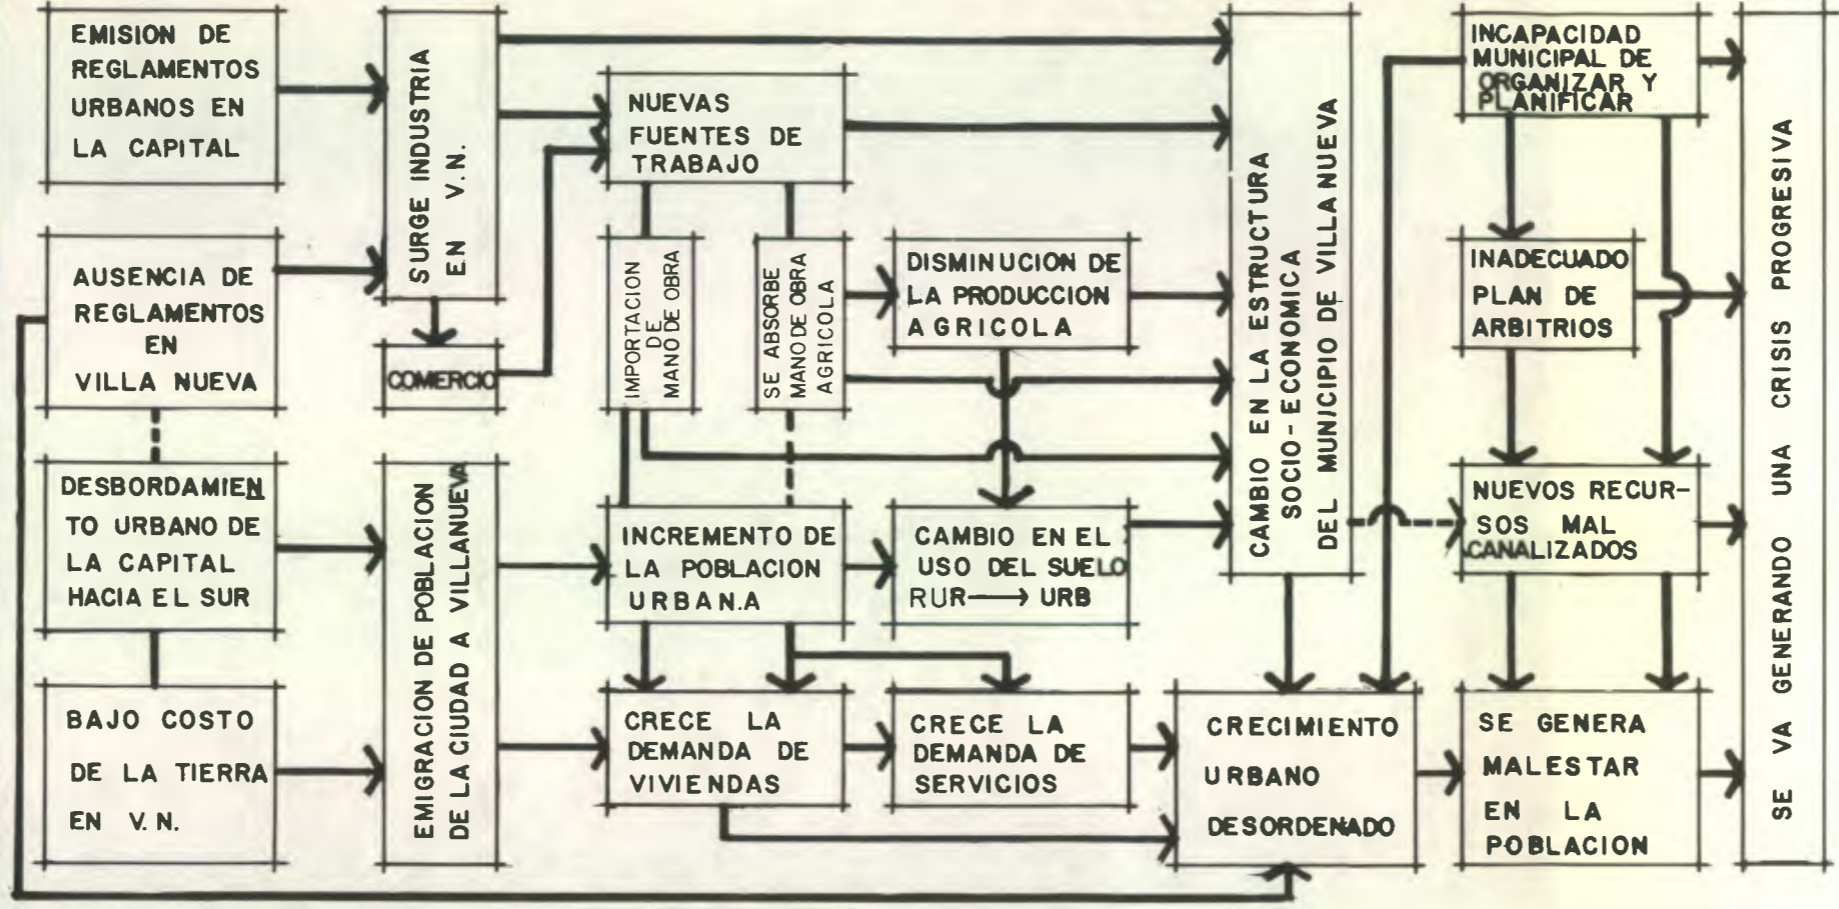 EMISION DE
REGLAMENTOS
URBANOS EN
LA CAPITAL
AUSENCIA DE
REGLAMENTOS
EN
VILLA NUEVA
DESBORDAMIEN
TO URBANO DE
LA CAPITAL
HACIA EL SUR
BAJO COSTO
DE LA TIERRA
EN V. N.
SURGE INDUSTRIA
EN V.N.
COMERCIO
EMIGRACION DE POBLACION
DE LA CIUDAD A VILLANUEVA
NUEVAS
FUENTES DE
TRABAJO
IMPORTACION
DE
MANO DE OBRA
SE ABSORBE
MANO DE OBRA
AGRICOLA
DISMINUCION DE
LA PRODUCCION
AGRICOLA
INCREMENTO DE
LA POBLACION
URBAN.A
CAMBIO EN EL
USO DEL SUELO
RUR → URB
CRECE LA
DEMANDA DE
VIVIENDAS
CRECE LA
DEMANDA DE
SERVICIOS
CAMBIO EN LA ESTRUCTURA
SOCIO-ECONOMICA
DEL MUNICIPIO DE VILLA NUEVA
CRECIMIENTO
URBANO
DESORDENADO
INCAPACIDAD
MUNICIPAL DE
ORGANIZAR Y
PLANIFICAR
INADECUADO
PLAN DE
ARBITRIOS
NUEVOS RECUR-
SOS MAL
CANALIZADOS
SE GENERA
MALESTAR
EN LA
POBLACION
SE VA GENERANDO UNA CRISIS PROGRESIVA